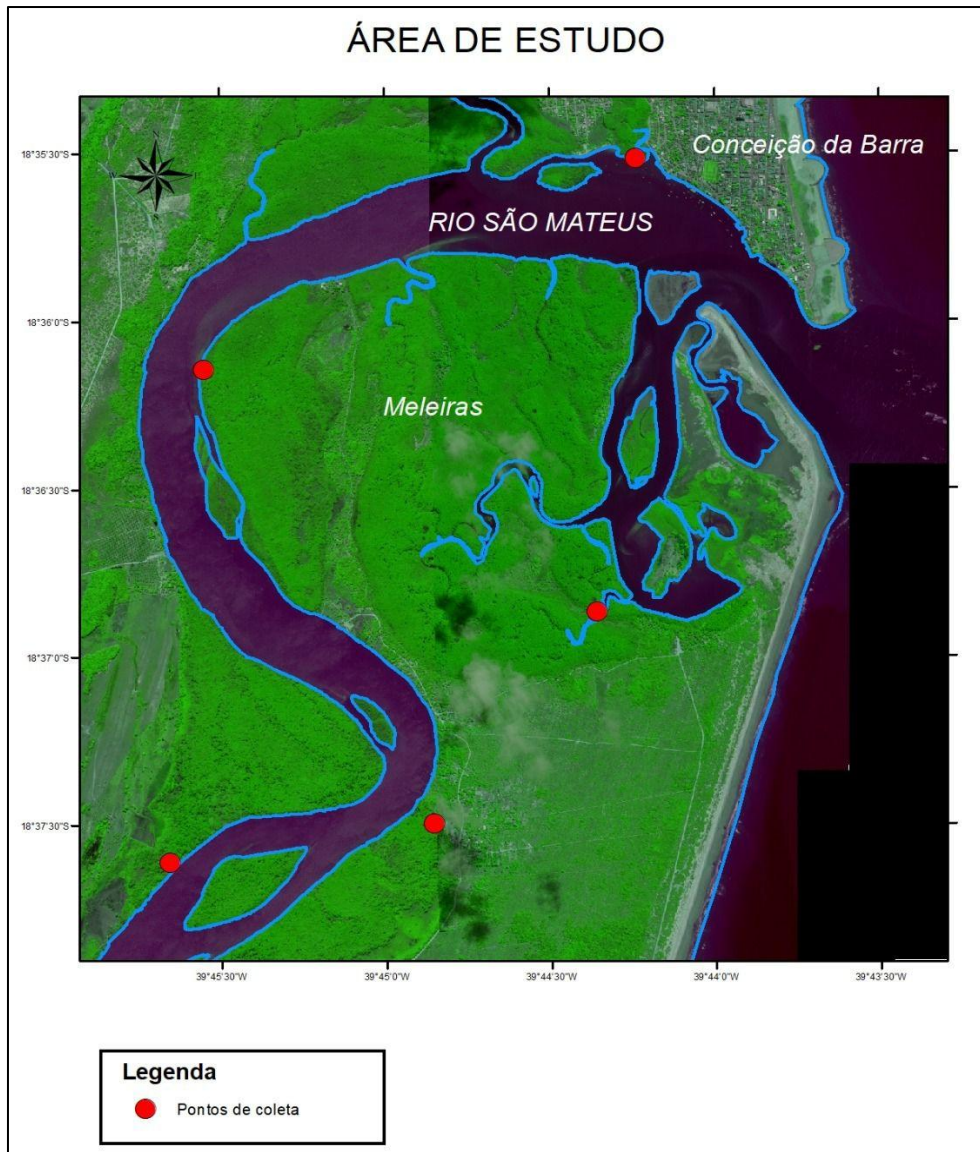 ÁREA DE ESTUDO
Conceição da Barra
RIO SÃO MATEUS
Meleiras
N
W
E
S
18°35'30"S
18°36'0"S
18°36'30"S
18°37'0"S
18°37'30"S
39°45'30"W
39°45'0"W
39°44'30"W
39°44'0"W
39°43'30"W
Legenda
Pontos de coleta